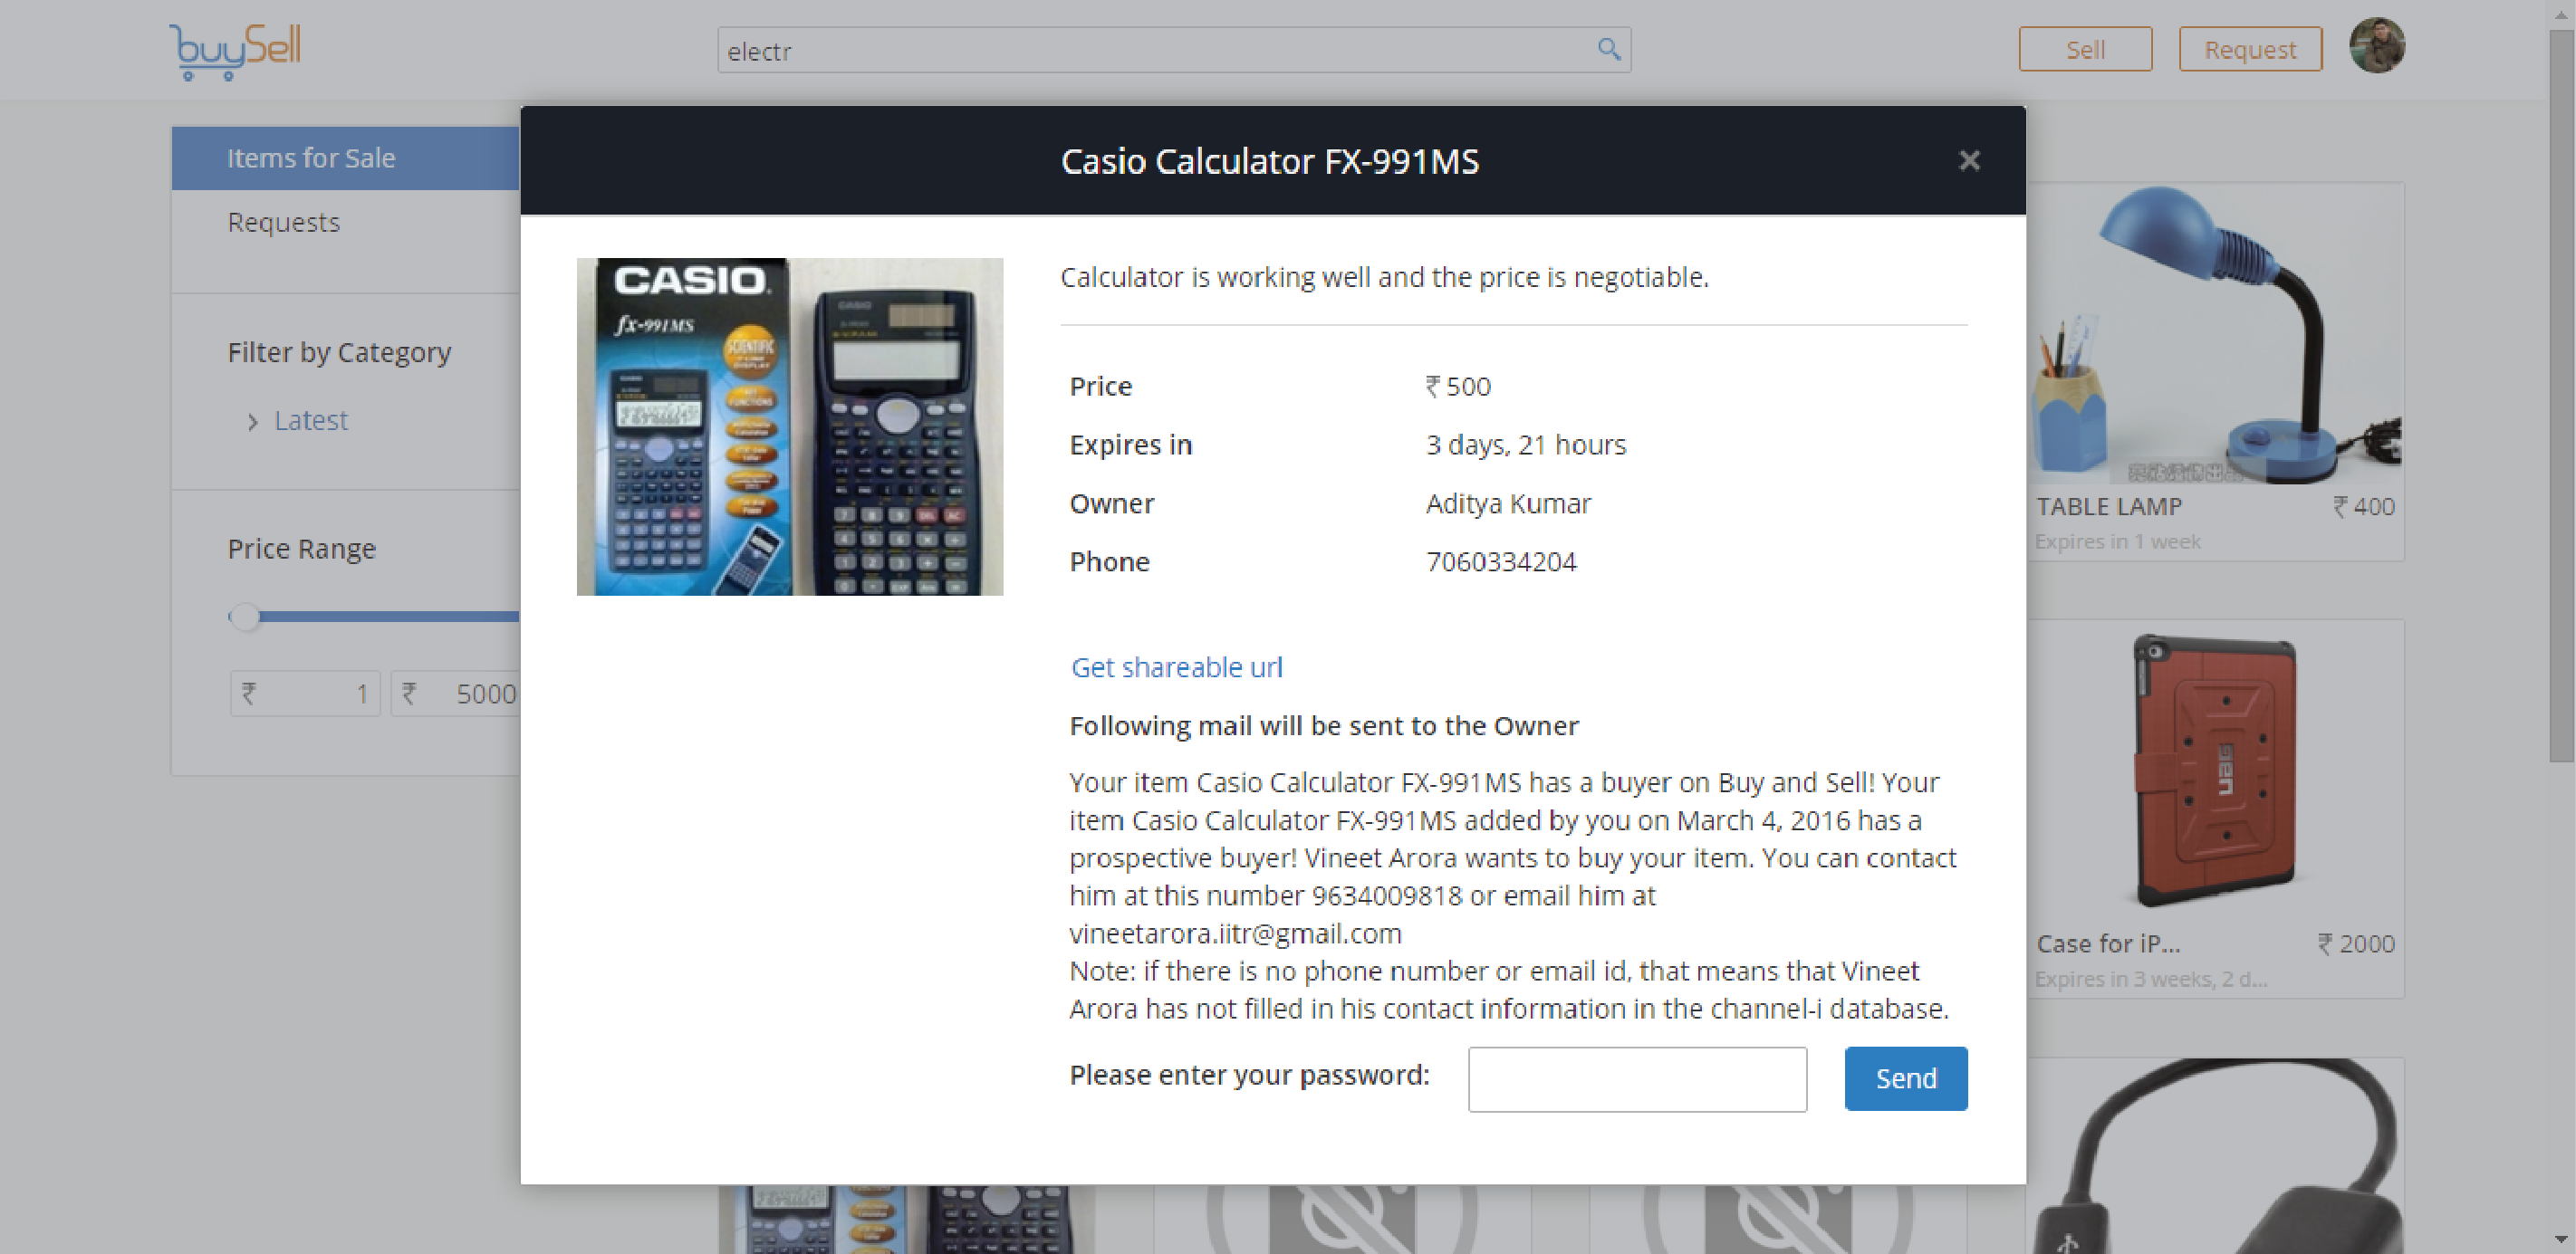 buySell
electr
Sell
Request
Items for Sale
Requests
Filter by Category
Latest
Price Range
₹ 1
₹ 5000
Casio Calculator FX-991MS
×
CASIO
fx-991MS
SCIENTIFIC
CASIO
Calculator is working well and the price is negotiable.
Price ₹ 500
Expires in 3 days, 21 hours
Owner Aditya Kumar
Phone 7060334204
Get shareable url
Following mail will be sent to the Owner
Your item Casio Calculator FX-991MS has a buyer on Buy and Sell! Your
item Casio Calculator FX-991MS added by you on March 4, 2016 has a
prospective buyer! Vineet Arora wants to buy your item. You can contact
him at this number 9634009818 or email him at
vineetarora.iitr@gmail.com
Note: if there is no phone number or email id, that means that Vineet
Arora has not filled in his contact information in the channel-i database.
Please enter your password:
Send
TABLE LAMP ₹ 400
Expires in 1 week
UAG
Case for iP... ₹ 2000
Expires in 3 weeks, 2 d...